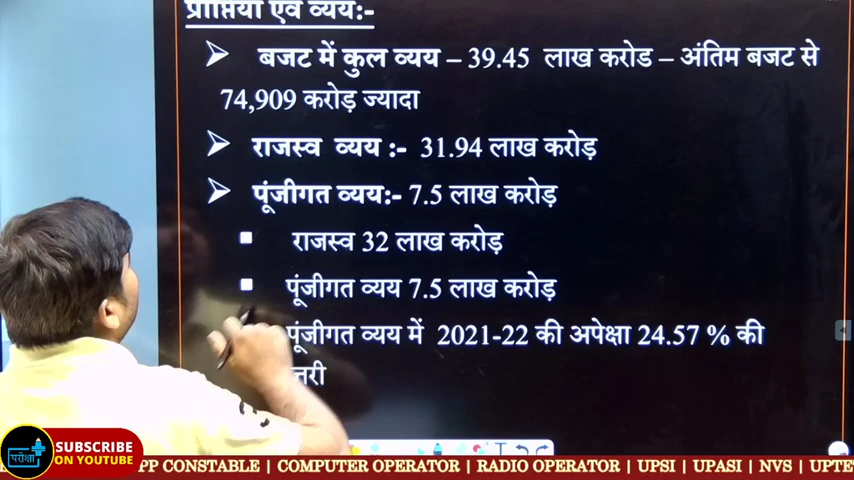 प्राप्तियां एवं व्यय:-
➢ बजट में कुल व्यय – 39.45 लाख करोड – अंतिम बजट से
74,909 करोड़ ज्यादा
➢ राजस्व व्यय :- 31.94 लाख करोड़
➢ पूंजीगत व्यय:- 7.5 लाख करोड़
▪ राजस्व 32 लाख करोड़
▪ पूंजीगत व्यय 7.5 लाख करोड़
पूंजीगत व्यय में 2021-22 की अपेक्षा 24.57 % की
त्तरी
परीक्षा
SUBSCRIBE
ON YOUTUBE
PP CONSTABLE | COMPUTER OPERATOR | RADIO OPERATOR | UPSI | UPASI | NVS | UPTE